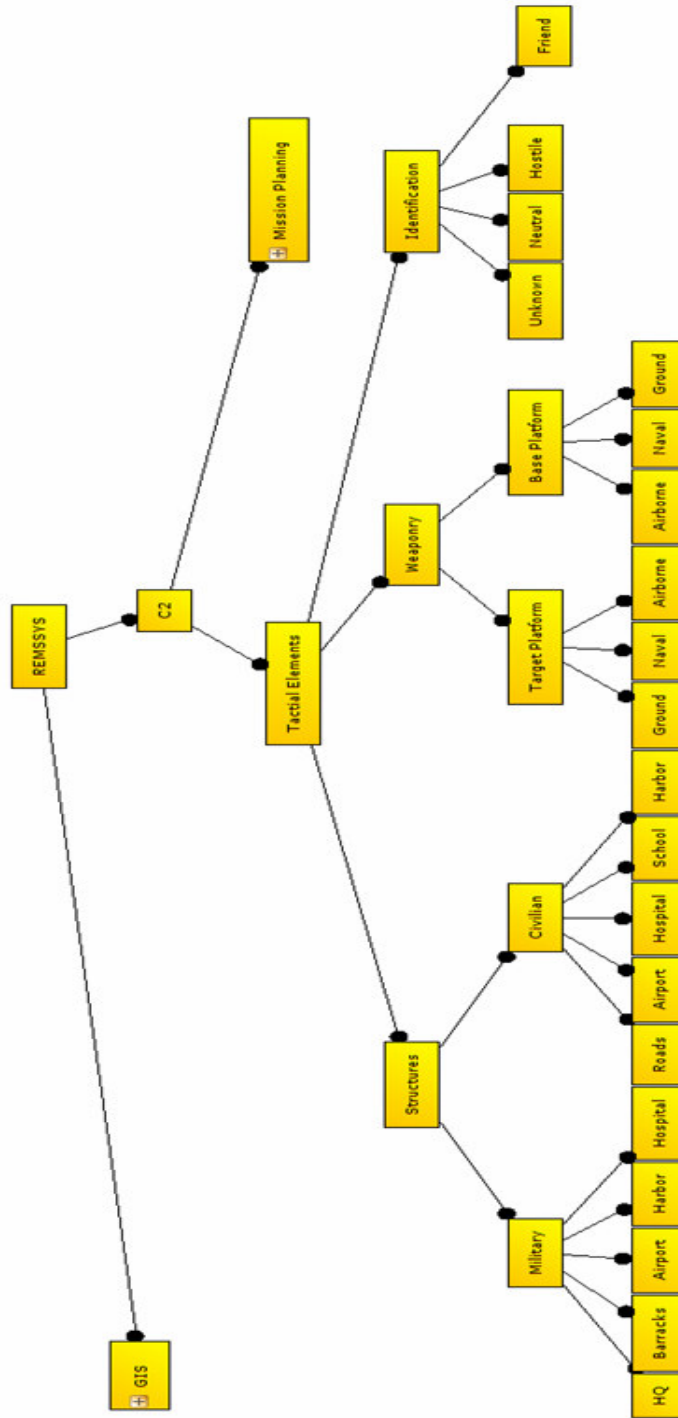 REMSSYS
GIS
C2
Mission Planning
Tactial Elements
Structures
Weaponry
Identification
Military
Civilian
Target Platform
Base Platform
Unknown
Neutral
Hostile
Friend
HQ
Barracks
Airport
Harbor
Hospital
Roads
Airport
Hospital
School
Harbor
Ground
Naval
Airborne
Airborne
Naval
Ground